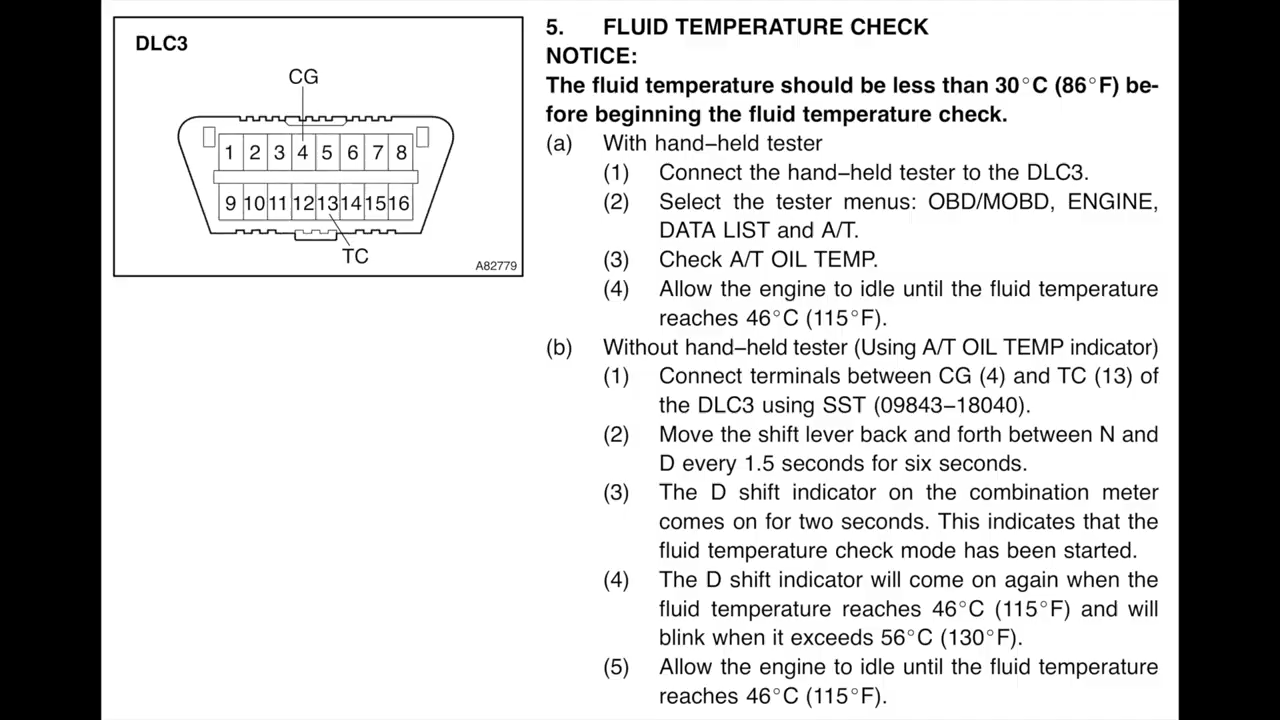 DLC3
CG
1 2 3 4 5 6 7 8
9 10 11 12 13 14 15 16
TC
A82779
5. FLUID TEMPERATURE CHECK
NOTICE:
The fluid temperature should be less than 30°C (86°F) be-
fore beginning the fluid temperature check.
(a) With hand–held tester
(1) Connect the hand–held tester to the DLC3.
(2) Select the tester menus: OBD/MOBD, ENGINE,
DATA LIST and A/T.
(3) Check A/T OIL TEMP.
(4) Allow the engine to idle until the fluid temperature
reaches 46°C (115°F).
(b) Without hand–held tester (Using A/T OIL TEMP indicator)
(1) Connect terminals between CG (4) and TC (13) of
the DLC3 using SST (09843–18040).
(2) Move the shift lever back and forth between N and
D every 1.5 seconds for six seconds.
(3) The D shift indicator on the combination meter
comes on for two seconds. This indicates that the
fluid temperature check mode has been started.
(4) The D shift indicator will come on again when the
fluid temperature reaches 46°C (115°F) and will
blink when it exceeds 56°C (130°F).
(5) Allow the engine to idle until the fluid temperature
reaches 46°C (115°F).